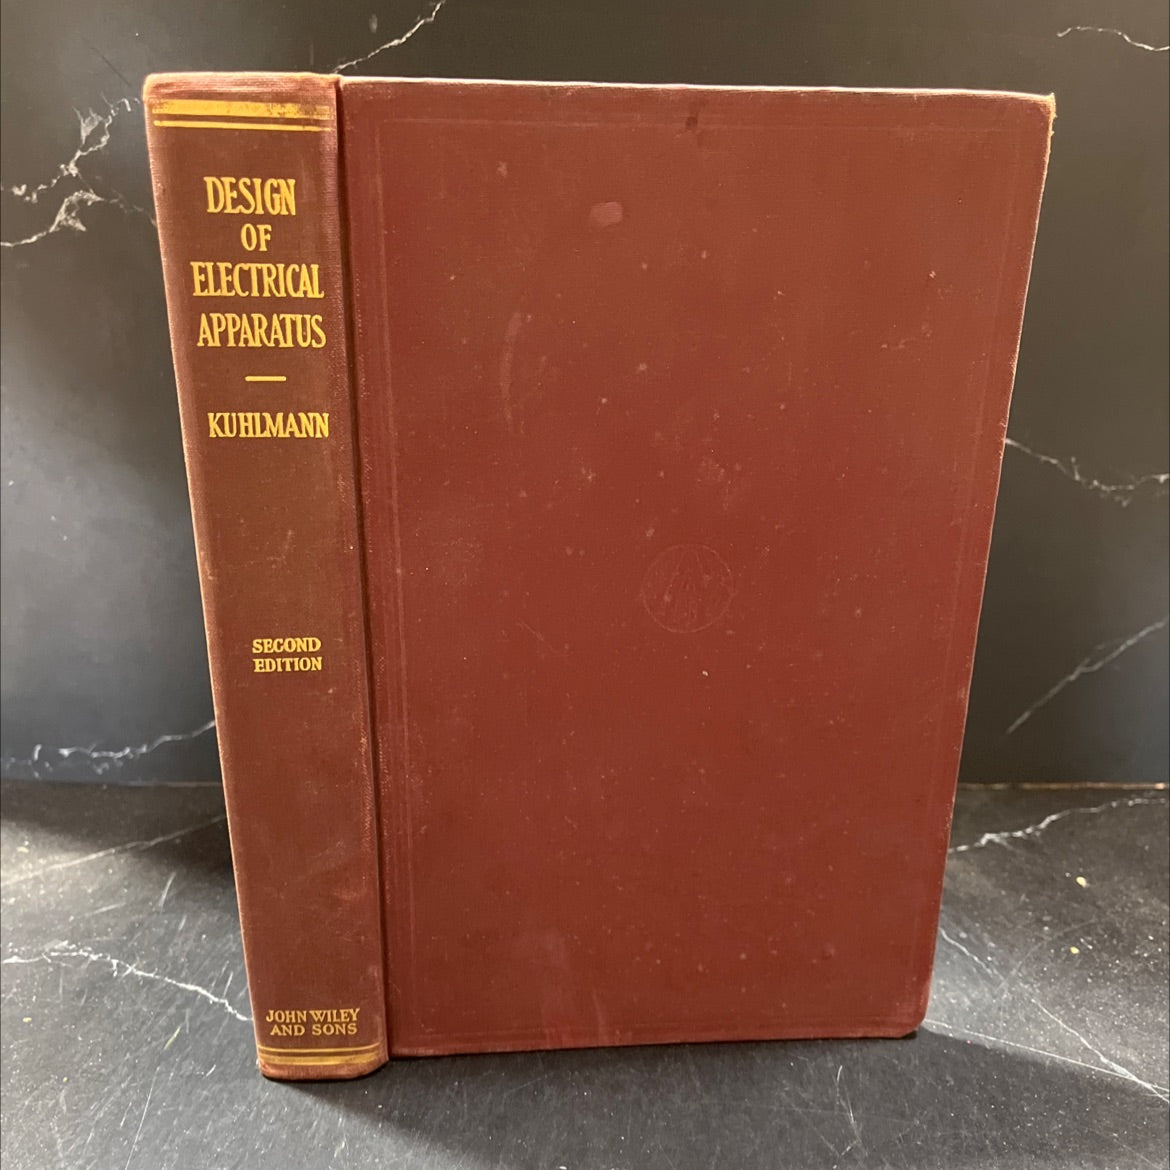 DESIGN
OF
ELECTRICAL
APPARATUS
KUHLMANN
SECOND
EDITION
JOHN WILEY
AND SONS